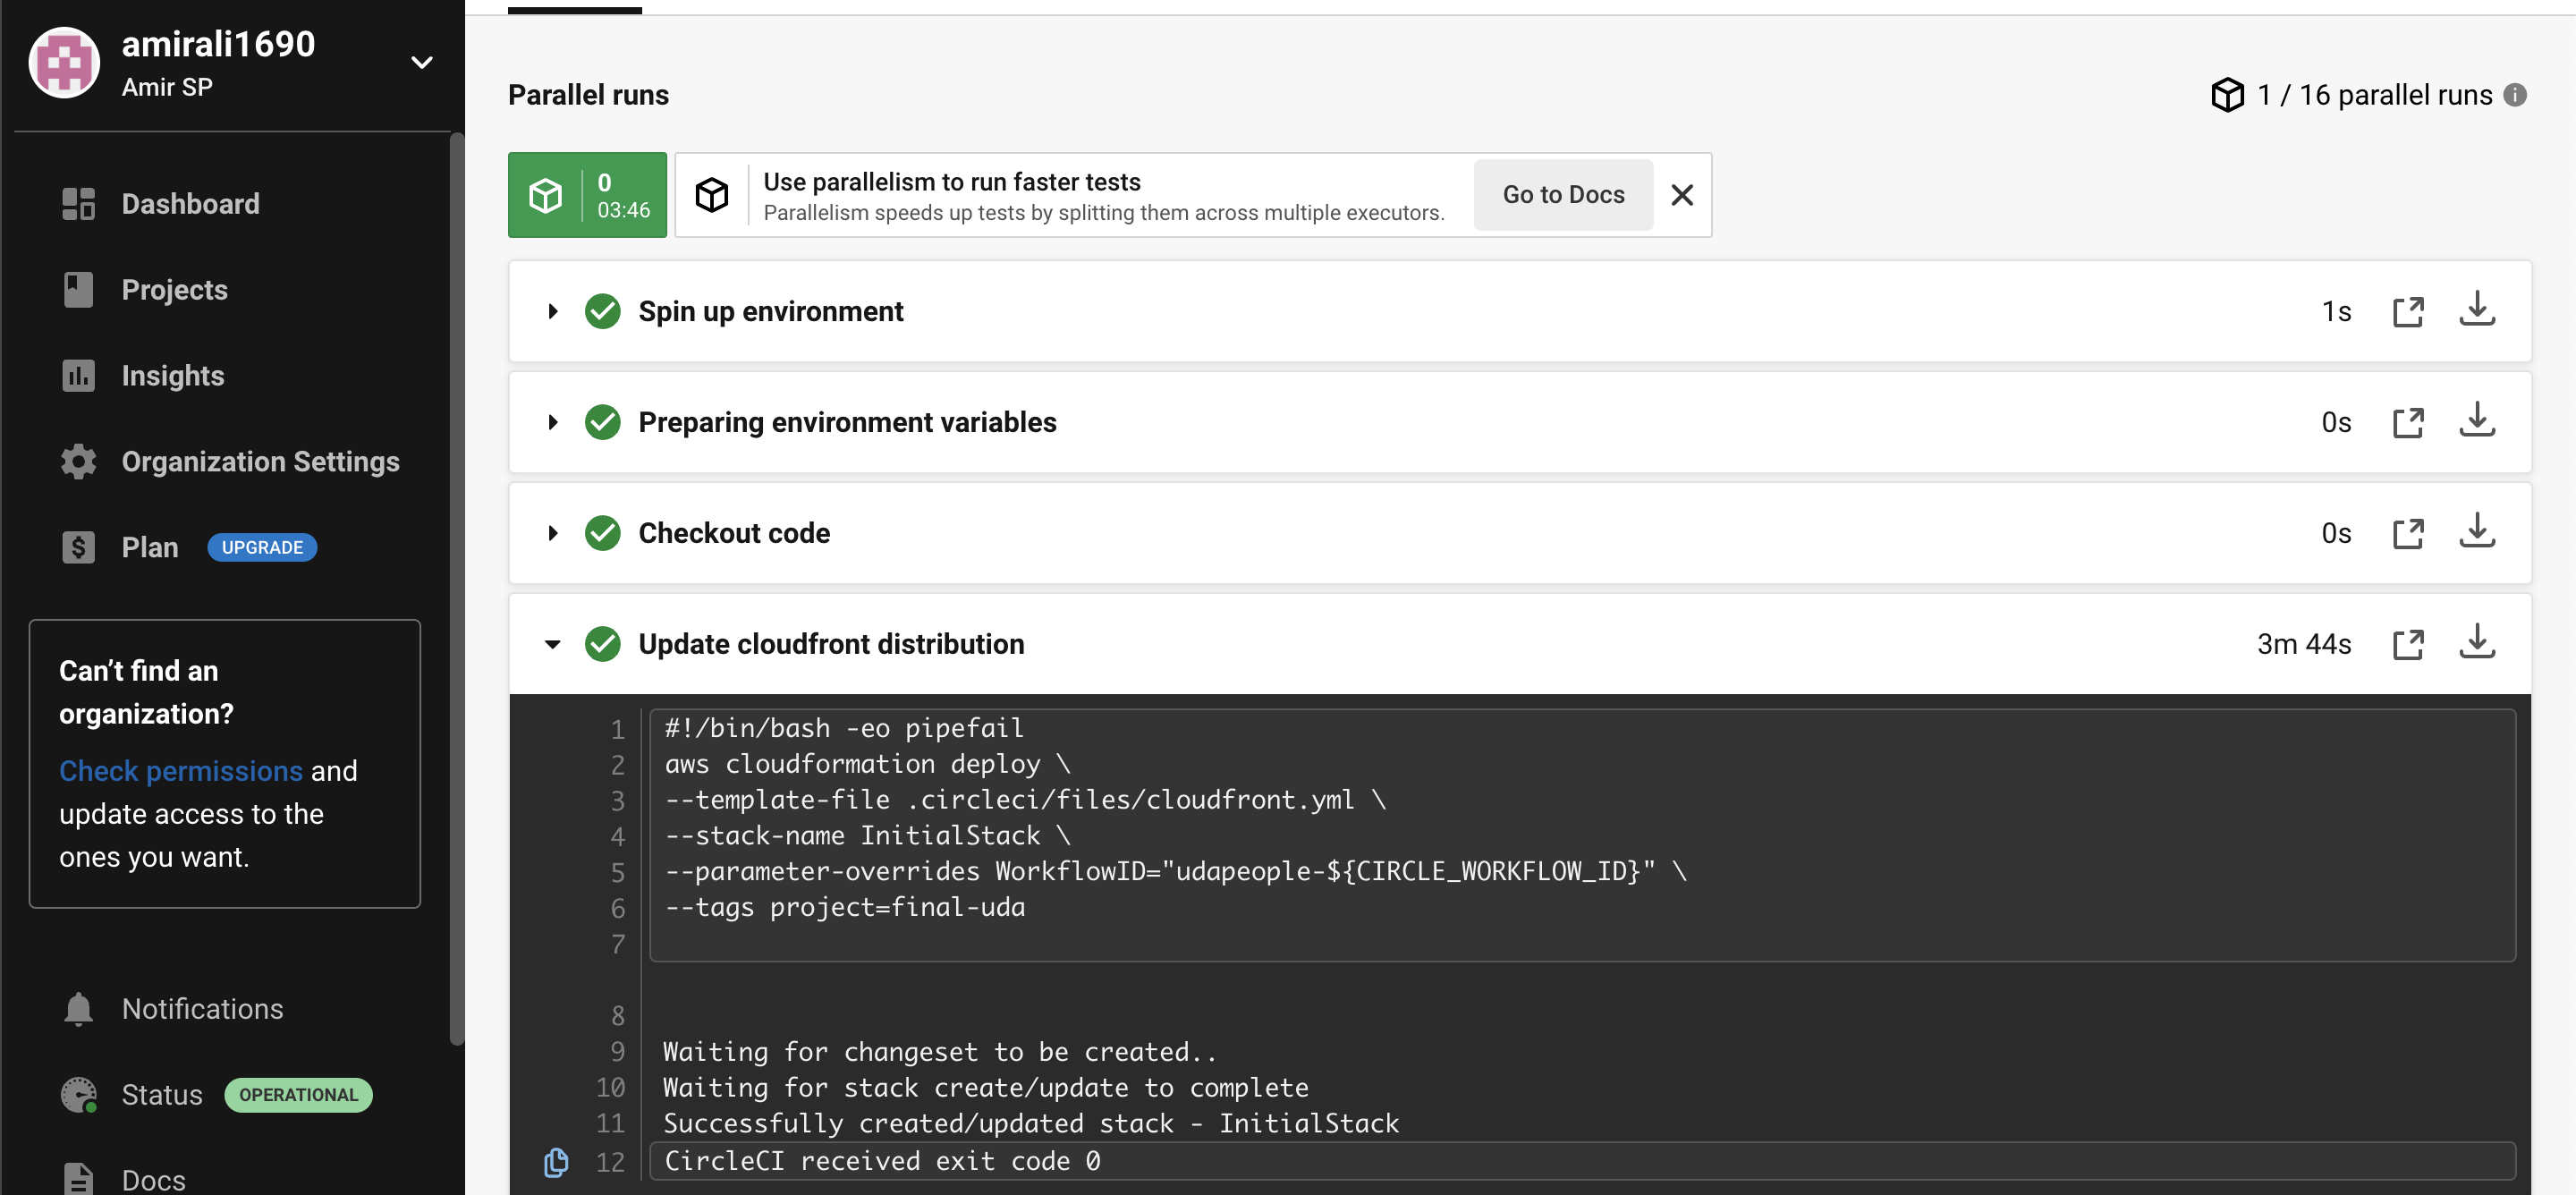 amirali1690
Amir SP
Dashboard
Projects
Insights
Organization Settings
Plan UPGRADE
Can’t find an
organization?
Check permissions and
update access to the
ones you want.
Notifications
Status OPERATIONAL
Docs
Parallel runs
1 / 16 parallel runs
0
03:46
Use parallelism to run faster tests
Parallelism speeds up tests by splitting them across multiple executors.
Go to Docs
Spin up environment 1s
Preparing environment variables 0s
Checkout code 0s
Update cloudfront distribution 3m 44s
1 #!/bin/bash -eo pipefail
2 aws cloudformation deploy \
3 --template-file .circleci/files/cloudfront.yml \
4 --stack-name InitialStack \
5 --parameter-overrides WorkflowID="udapeople-${CIRCLE_WORKFLOW_ID}" \
6 --tags project=final-uda
7
8
9 Waiting for changeset to be created..
10 Waiting for stack create/update to complete
11 Successfully created/updated stack - InitialStack
12 CircleCI received exit code 0